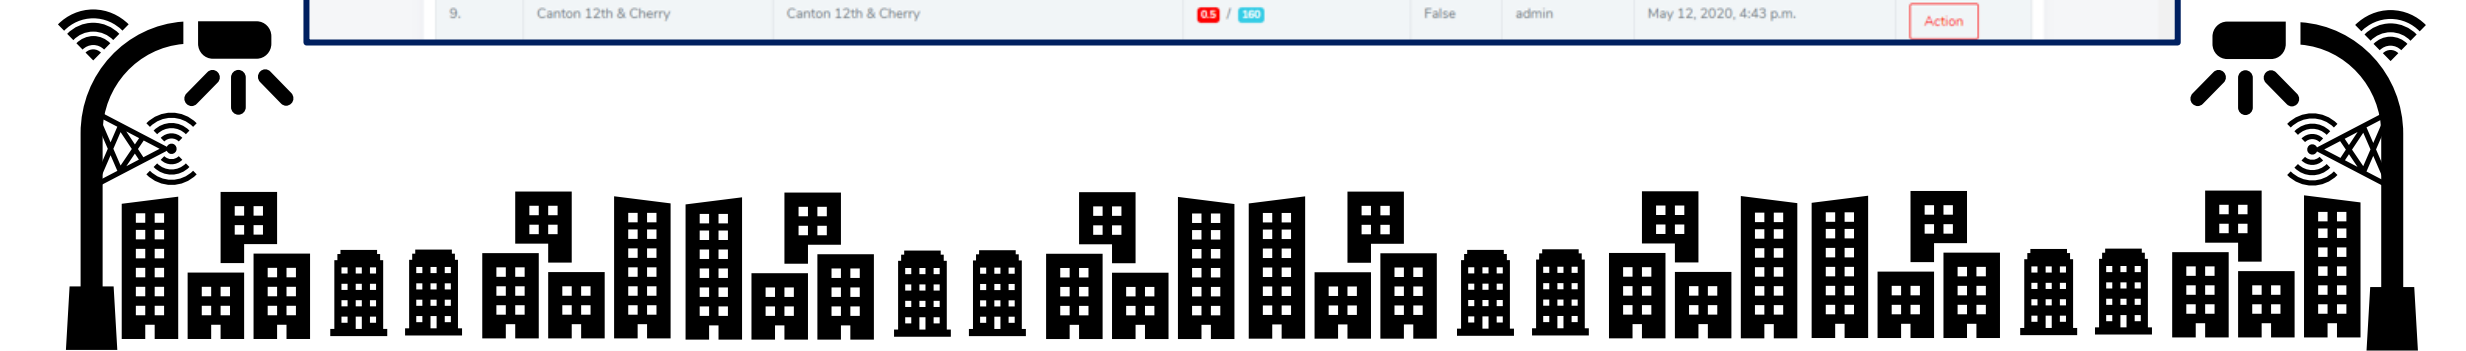 9. Canton 12th & Cherry Canton 12th & Cherry 0.5 / 160 False admin May 12, 2020, 4:43 p.m. Action